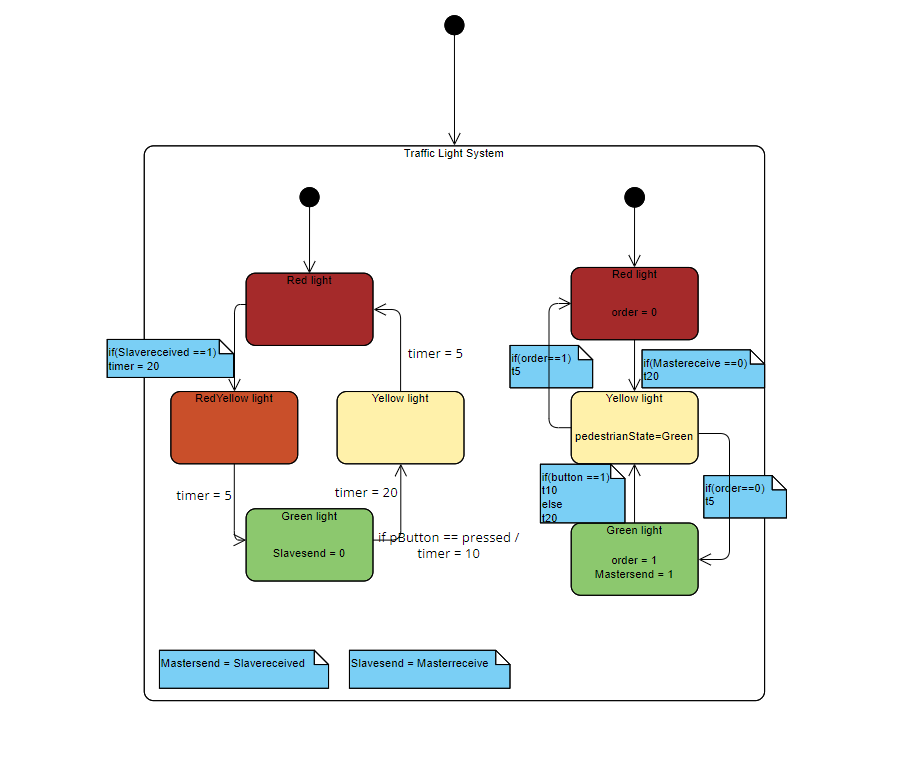 Traffic Light System
Red light
Red light
order = 0
if(Slavereceived ==1)
timer = 20
timer = 5
if(order==1)
t5
if(Mastereceive ==0)
t20
RedYellow light
Yellow light
Yellow light
pedestrianState=Green
timer = 5
timer = 20
if(button ==1)
t10
else
t20
if(order==0)
t5
Green light
Slavesend = 0
if pButton == pressed /
timer = 10
Green light
order = 1
Mastersend = 1
Mastersend = Slavereceived
Slavesend = Masterreceive